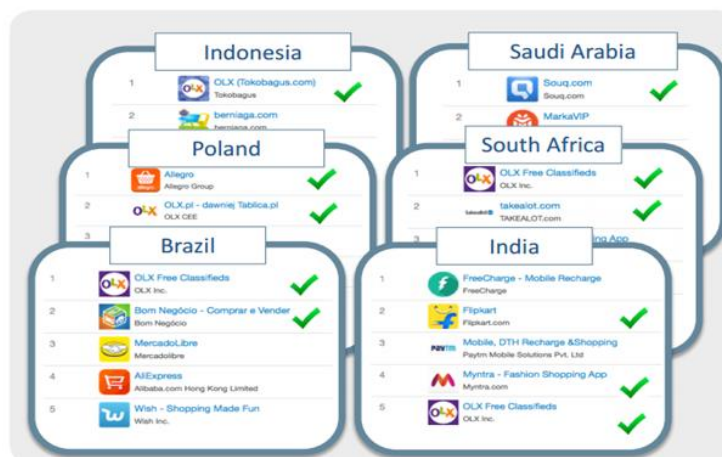 Indonesia
1 OLX (Tokobagus.com)
Tokobagus
2 berniaga.com
berniaga.com
Saudi Arabia
1 Souq.com
Souq.com
2 MarkaVIP
Poland
1 Allegro
Allegro Group
2 OLX.pl - dawniej Tablica.pl
OLX CEE
3
South Africa
1 OLX Free Classifieds
OLX Inc.
2 takealot.com
TAKEALOT.com
3
Brazil
1 OLX Free Classifieds
OLX Inc.
2 Bom Negócio - Comprar e Vender
Bom Negócio
3 MercadoLibre
Mercadolibre
4 AliExpress
Alibaba.com Hong Kong Limited
5 Wish - Shopping Made Fun
Wish Inc.
India
1 FreeCharge - Mobile Recharge
FreeCharge
2 Flipkart
Flipkart.com
3 Mobile, DTH Recharge &Shopping
Paytm Mobile Solutions Pvt. Ltd
4 Myntra - Fashion Shopping App
Myntra.com
5 OLX Free Classifieds
OLX Inc.